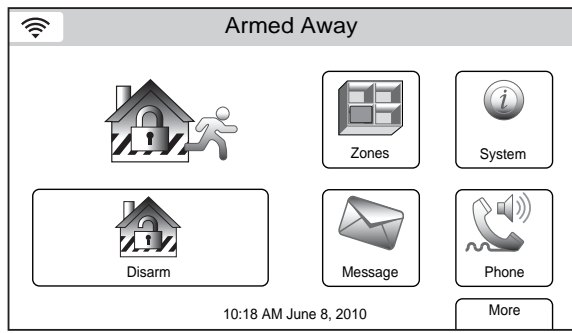 Armed Away
Zones
System
Disarm
Message
Phone
10:18 AM June 8, 2010
More